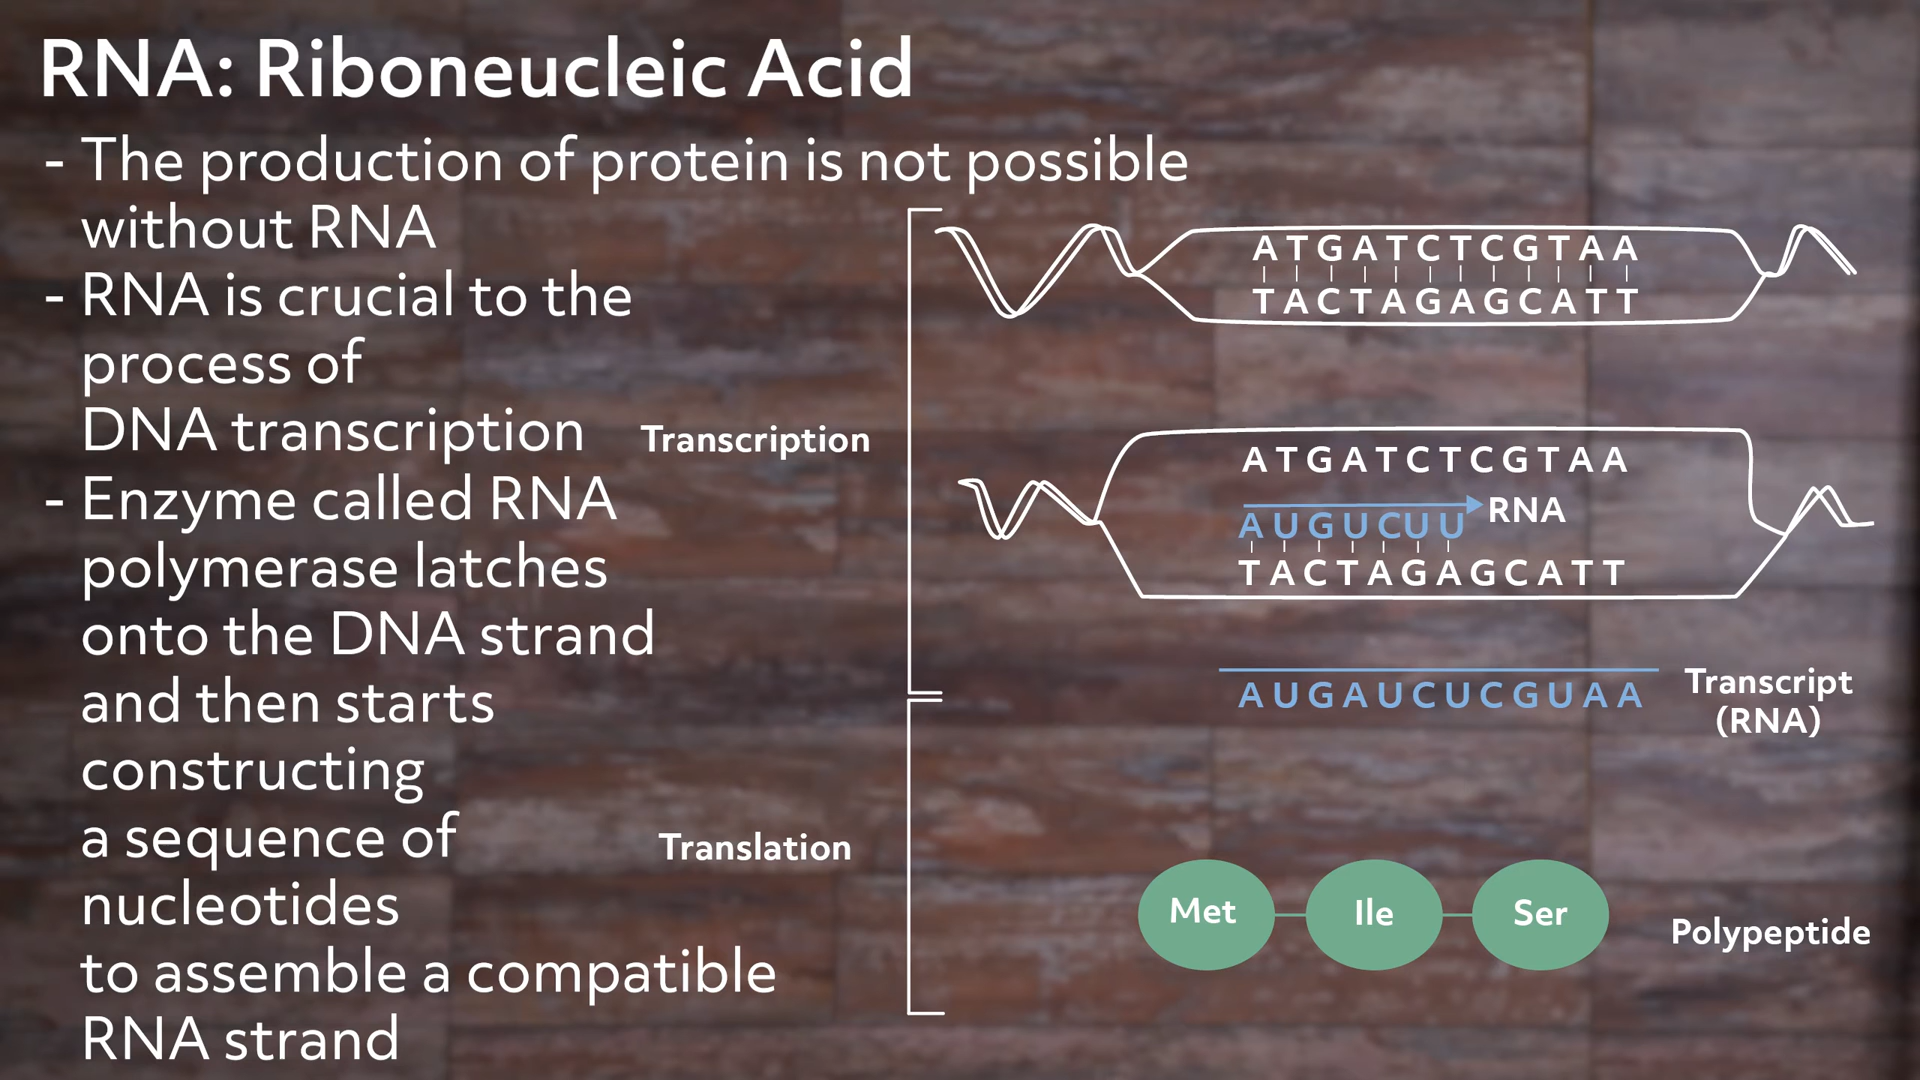 RNA: Riboneucleic Acid
- The production of protein is not possible
without RNA
- RNA is crucial to the
process of
DNA transcription
- Enzyme called RNA
polymerase latches
onto the DNA strand
and then starts
constructing
a sequence of
nucleotides
to assemble a compatible
RNA strand
Transcription
ATGATCTCGTAA
TACTAGAGCATT
ATGATCTCGTAA
RNA
AUGUCUU
TACTAGAGCATT
AUGAUCUCGUAA
Transcript
(RNA)
Translation
Met
Ile
Ser
Polypeptide